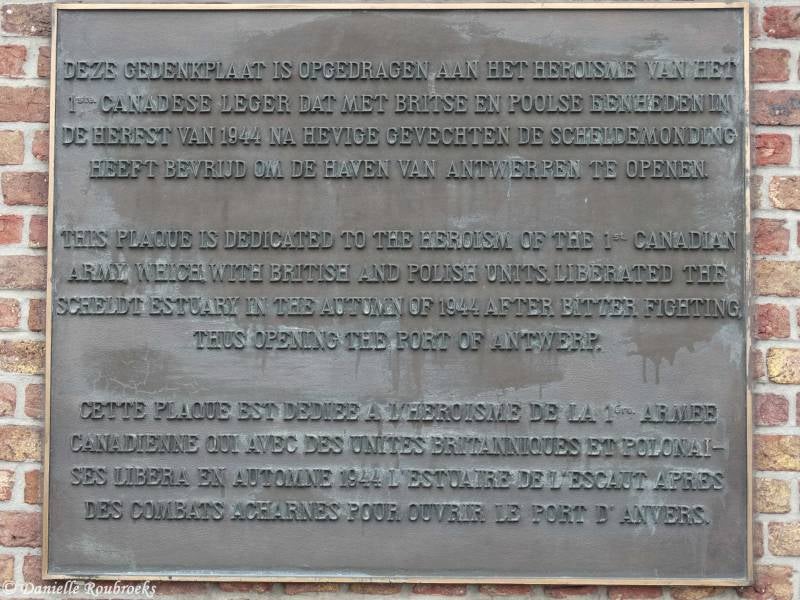 DEZE GEDENKPLAAT IS OPGEDRAGEN AAN HET HEROISME VAN HET
1STE. CANADESE LEGER DAT MET BRITSE EN POOLSE EENHEDEN IN
DE HERFST VAN 1944 NA HEVIGE GEVECHTEN DE SCHELDEMONDING
HEEFT BEVRIJD OM DE HAVEN VAN ANTWERPEN TE OPENEN.
THIS PLAQUE IS DEDICATED TO THE HEROISM OF THE 1st. CANADIAN
ARMY, WHICH, WITH BRITISH AND POLISH UNITS, LIBERATED THE
SCHELDT ESTUARY IN THE AUTUMN OF 1944 AFTER BITTER FIGHTING,
THUS OPENING THE PORT OF ANTWERP.
CETTE PLAQUE EST DEDIEE A L'HEROISME DE LA 1ère. ARMEE
CANADIENNE QUI AVEC DES UNITES BRITANNIQUES ET POLONAI-
SES LIBERA EN AUTOMNE 1944 L'ESTUAIRE DE L'ESCAUT APRES
DES COMBATS ACHARNES POUR OUVRIR LE PORT D'ANVERS.
© Danielle Roubroeks